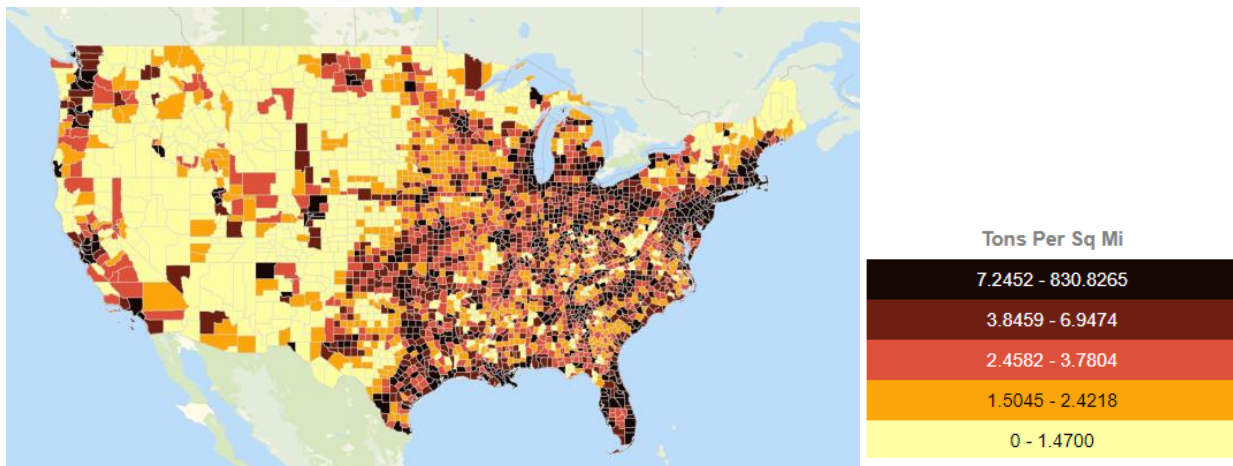 Tons Per Sq Mi
7.2452 - 830.8265
3.8459 - 6.9474
2.4582 - 3.7804
1.5045 - 2.4218
0 - 1.4700